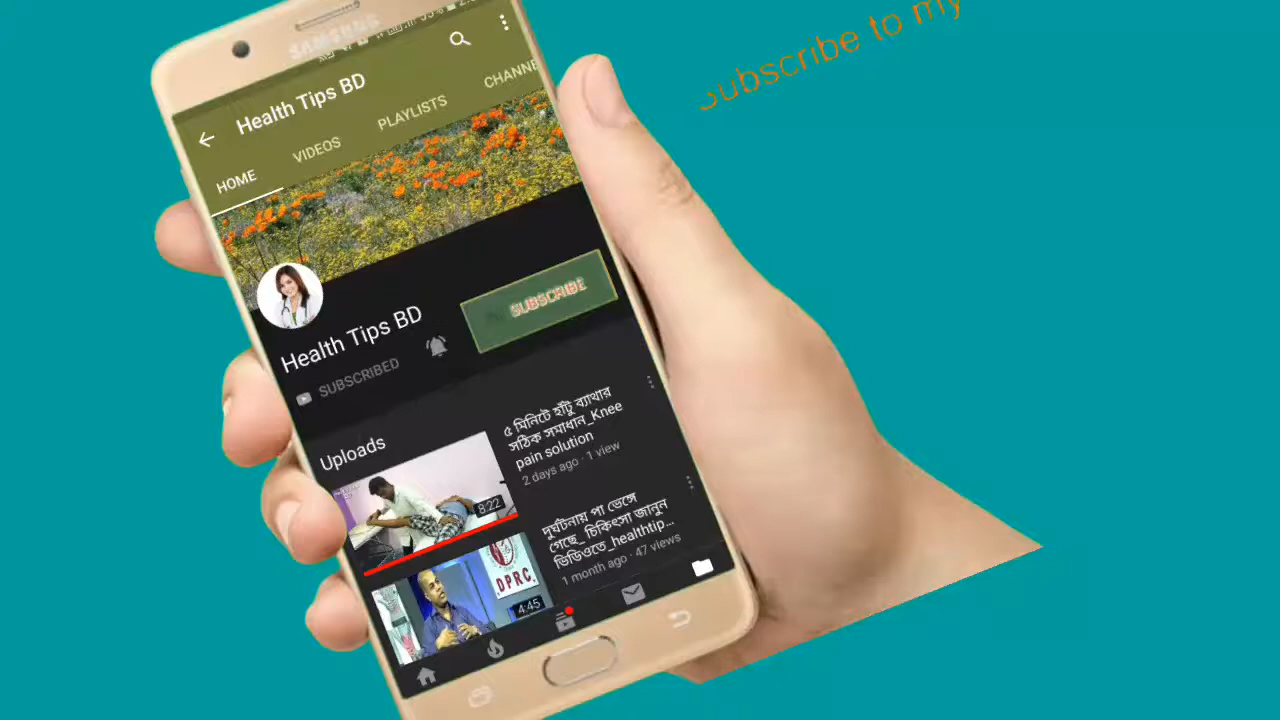 subscribe to my
SAMSUNG
Health Tips BD
HOME VIDEOS PLAYLISTS CHANNE
Health Tips BD
SUBSCRIBE
SUBSCRIBED
Uploads
৫ মিনিটে হাঁটু ব্যাথার
সঠিক সমাধান_Knee
pain solution
2 days ago · 1 view
8:22
দুর্ঘটনায় পা ভেঙ্গে
গেছে_ চিকিৎসা জানুন
ভিডিওতে_healthtip...
1 month ago · 47 views
DPRC
4:45